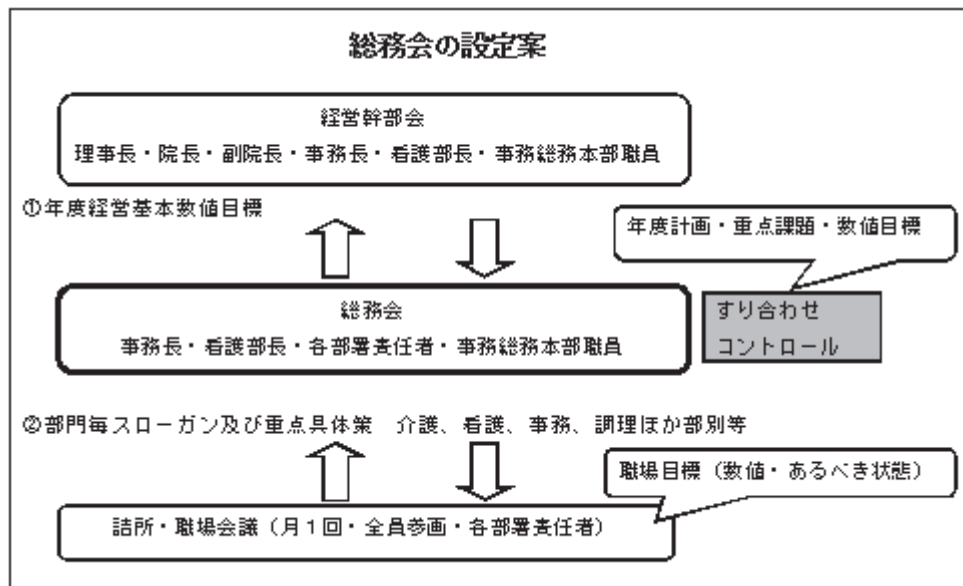 総務会の設定案
経営幹部会
理事長・院長・副院長・事務長・看護部長・事務総務本部職員
①年度経営基本数値目標
年度計画・重点課題・数値目標
総務会
事務長・看護部長・各部署責任者・事務総務本部職員
すり合わせ
コントロール
②部門毎スローガン及び重点具体策　介護、看護、事務、調理ほか部別等
職場目標（数値・あるべき状態）
詰所・職場会議（月１回・全員参画・各部署責任者）